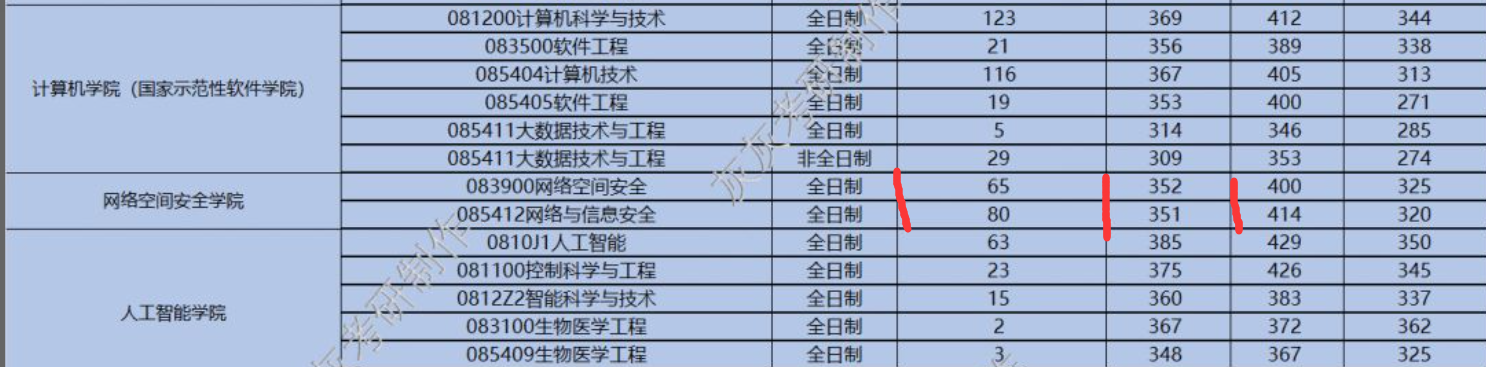 计算机学院（国家示范性软件学院）
081200计算机科学与技术 全日制 123 369 412 344
083500软件工程 全日制 21 356 389 338
085404计算机技术 全日制 116 367 405 313
085405软件工程 全日制 19 353 400 271
085411大数据技术与工程 全日制 5 314 346 285
085411大数据技术与工程 非全日制 29 309 353 274
网络空间安全学院
083900网络空间安全 全日制 65 352 400 325
085412网络与信息安全 全日制 80 351 414 320
人工智能学院
0810J1人工智能 全日制 63 385 429 350
081100控制科学与工程 全日制 23 375 426 345
0812Z2智能科学与技术 全日制 15 360 383 337
083100生物医学工程 全日制 2 367 372 362
085409生物医学工程 全日制 3 348 367 325
灰灰考研制作
灰考研制作